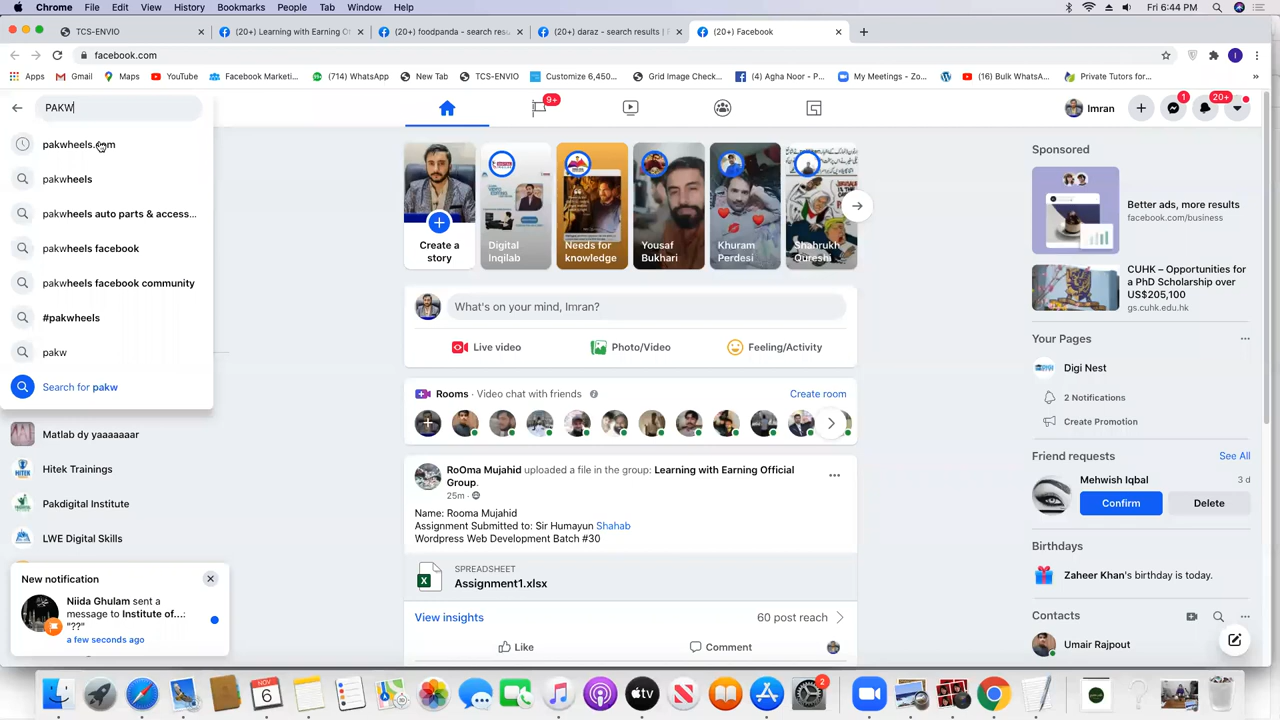 Chrome File Edit View History Bookmarks People Tab Window Help
Fri 6:44 PM
TCS-ENVIO
(20+) Learning with Earning O
(20+) foodpanda - search resu
(20+) daraz - search results |
(20+) Facebook
facebook.com
Apps Gmail Maps YouTube Facebook Marketi... (714) WhatsApp New Tab TCS-ENVIO Customize 6,450... Grid Image Check... (4) Agha Noor - P... My Meetings - Zo... (16) Bulk WhatsA... Private Tutors for...
PAKW
9+
Imran
1
20+
pakwheels.com
pakwheels
pakwheels auto parts & access...
pakwheels facebook
pakwheels facebook community
#pakwheels
pakw
Search for pakw
Matlab dy yaaaaaaar
Hitek Trainings
Pakdigital Institute
LWE Digital Skills
New notification
Niida Ghulam sent a
message to Institute of...:
"??"
a few seconds ago
Create a
story
Digital
Inqilab
Needs for
knowledge
Yousaf
Bukhari
Khuram
Perdesi
Shahrukh
Qureshi
What's on your mind, Imran?
Live video
Photo/Video
Feeling/Activity
Rooms · Video chat with friends
Create room
RoOma Mujahid uploaded a file in the group: Learning with Earning Official
Group.
25m ·
Name: Rooma Mujahid
Assignment Submitted to: Sir Humayun Shahab
Wordpress Web Development Batch #30
SPREADSHEET
Assignment1.xlsx
View insights
60 post reach
Like
Comment
Sponsored
Better ads, more results
facebook.com/business
CUHK – Opportunities for
a PhD Scholarship over
US$205,100
gs.cuhk.edu.hk
Your Pages
Digi Nest
2 Notifications
Create Promotion
Friend requests
See All
Mehwish Iqbal
3 d
Confirm
Delete
Birthdays
Zaheer Khan's birthday is today.
Contacts
Umair Rajpout
NOV
6
tv
2